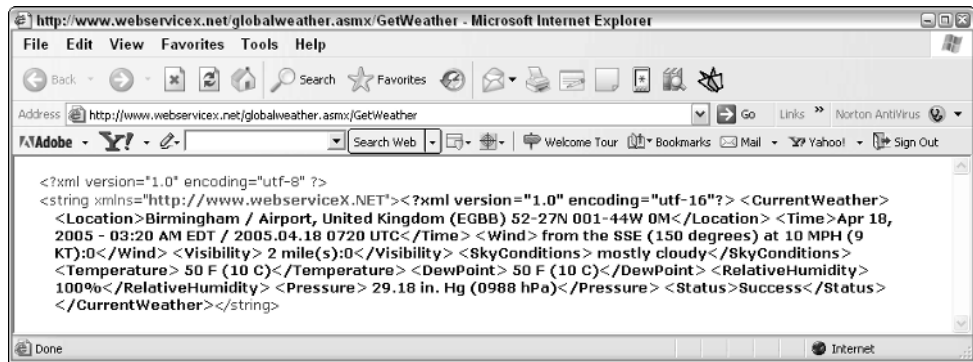 http://www.webservicex.net/globalweather.asmx/GetWeather - Microsoft Internet Explorer
File Edit View Favorites Tools Help
Back Search Favorites
Address http://www.webservicex.net/globalweather.asmx/GetWeather Go Links » Norton AntiVirus
Adobe Y! Search Web Welcome Tour Bookmarks Mail Yahoo! Sign Out
<?xml version="1.0" encoding="utf-8" ?>
<string xmlns="http://www.webserviceX.NET"><?xml version="1.0" encoding="utf-16"?> <CurrentWeather>
<Location>Birmingham / Airport, United Kingdom (EGBB) 52-27N 001-44W 0M</Location> <Time>Apr 18,
2005 - 03:20 AM EDT / 2005.04.18 0720 UTC</Time> <Wind> from the SSE (150 degrees) at 10 MPH (9
KT):0</Wind> <Visibility> 2 mile(s):0</Visibility> <SkyConditions> mostly cloudy</SkyConditions>
<Temperature> 50 F (10 C)</Temperature> <DewPoint> 50 F (10 C)</DewPoint> <RelativeHumidity>
100%</RelativeHumidity> <Pressure> 29.18 in. Hg (0988 hPa)</Pressure> <Status>Success</Status>
</CurrentWeather></string>
Done Internet